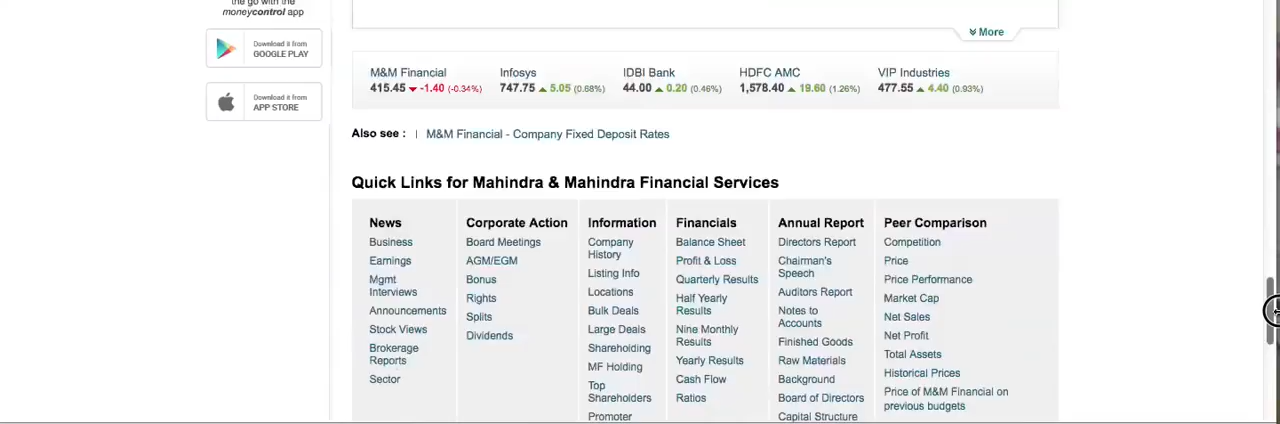 the go with the
moneycontrol app
Download it from
GOOGLE PLAY
Download it from
APP STORE
More
M&M Financial
415.45 -1.40 (-0.34%)
Infosys
747.75 5.05 (0.68%)
IDBI Bank
44.00 0.20 (0.46%)
HDFC AMC
1,578.40 19.60 (1.26%)
VIP Industries
477.55 4.40 (0.93%)
Also see : | M&M Financial - Company Fixed Deposit Rates
Quick Links for Mahindra & Mahindra Financial Services
News
Business
Earnings
Mgmt
Interviews
Announcements
Stock Views
Brokerage
Reports
Sector
Corporate Action
Board Meetings
AGM/EGM
Bonus
Rights
Splits
Dividends
Information
Company
History
Listing Info
Locations
Bulk Deals
Large Deals
Shareholding
MF Holding
Top
Shareholders
Promoter
Financials
Balance Sheet
Profit & Loss
Quarterly Results
Half Yearly
Results
Nine Monthly
Results
Yearly Results
Cash Flow
Ratios
Annual Report
Directors Report
Chairman's
Speech
Auditors Report
Notes to
Accounts
Finished Goods
Raw Materials
Background
Board of Directors
Capital Structure
Peer Comparison
Competition
Price
Price Performance
Market Cap
Net Sales
Net Profit
Total Assets
Historical Prices
Price of M&M Financial on
previous budgets